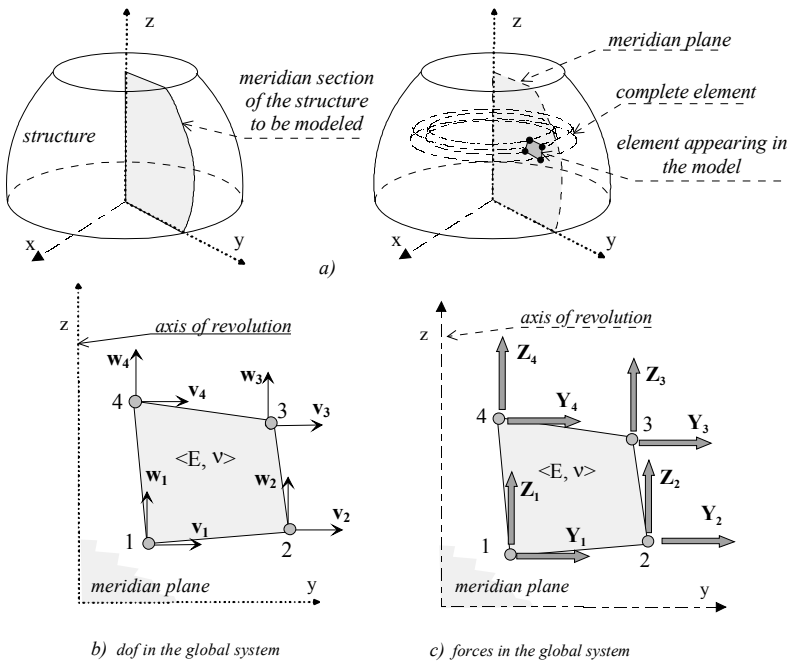 z
meridian section
of the structure
to be modeled
structure
x
y
z
meridian plane
complete element
element appearing in
the model
x
y
a)
z
axis of revolution
w4
v4
w3
v3
4
3
<E, ν>
w1
v1
w2
v2
1
2
meridian plane
y
b) dof in the global system
z
axis of revolution
Z4
Y4
Z3
Y3
4
3
<E, ν>
Z1
Y1
Z2
Y2
1
2
meridian plane
y
c) forces in the global system